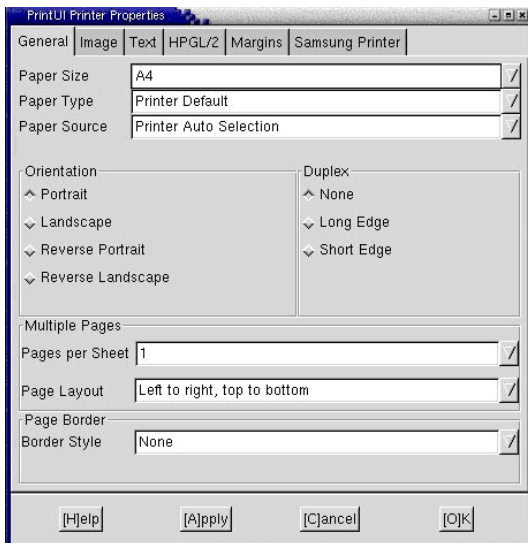 PrintUI Printer Properties
General Image Text HPGL/2 Margins Samsung Printer
Paper Size A4
Paper Type Printer Default
Paper Source Printer Auto Selection
Orientation
Portrait
Landscape
Reverse Portrait
Reverse Landscape
Duplex
None
Long Edge
Short Edge
Multiple Pages
Pages per Sheet 1
Page Layout Left to right, top to bottom
Page Border
Border Style None
[H]elp [A]pply [C]ancel [O]K